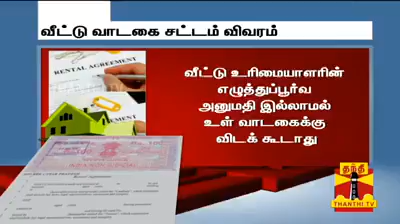 வீட்டு வாடகை சட்டம் விவரம்
RENTAL AGREEMENT
வீட்டு உரிமையாளரின்
எழுத்துப்பூர்வ
அனுமதி இல்லாமல்
உள் வாடகைக்கு
விடக் கூடாது
தந்தி
THANTHI TV